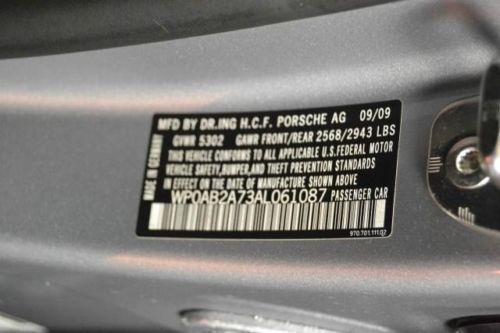 MFD BY DR.ING H.C.F. PORSCHE AG 09/09
GVWR 5302 GAWR FRONT/REAR 2568/2943 LBS
THIS VEHICLE CONFORMS TO ALL APPLICABLE U.S.FEDERAL MOTOR
VEHICLE SAFETY,BUMPER,AND THEFT PREVENTION STANDARDS
IN EFFECT ON THE DATE OF MANUFACTURE SHOWN ABOVE
WP0AB2A73AL061087 PASSENGER CAR
MADE IN GERMANY
970.701.111.02